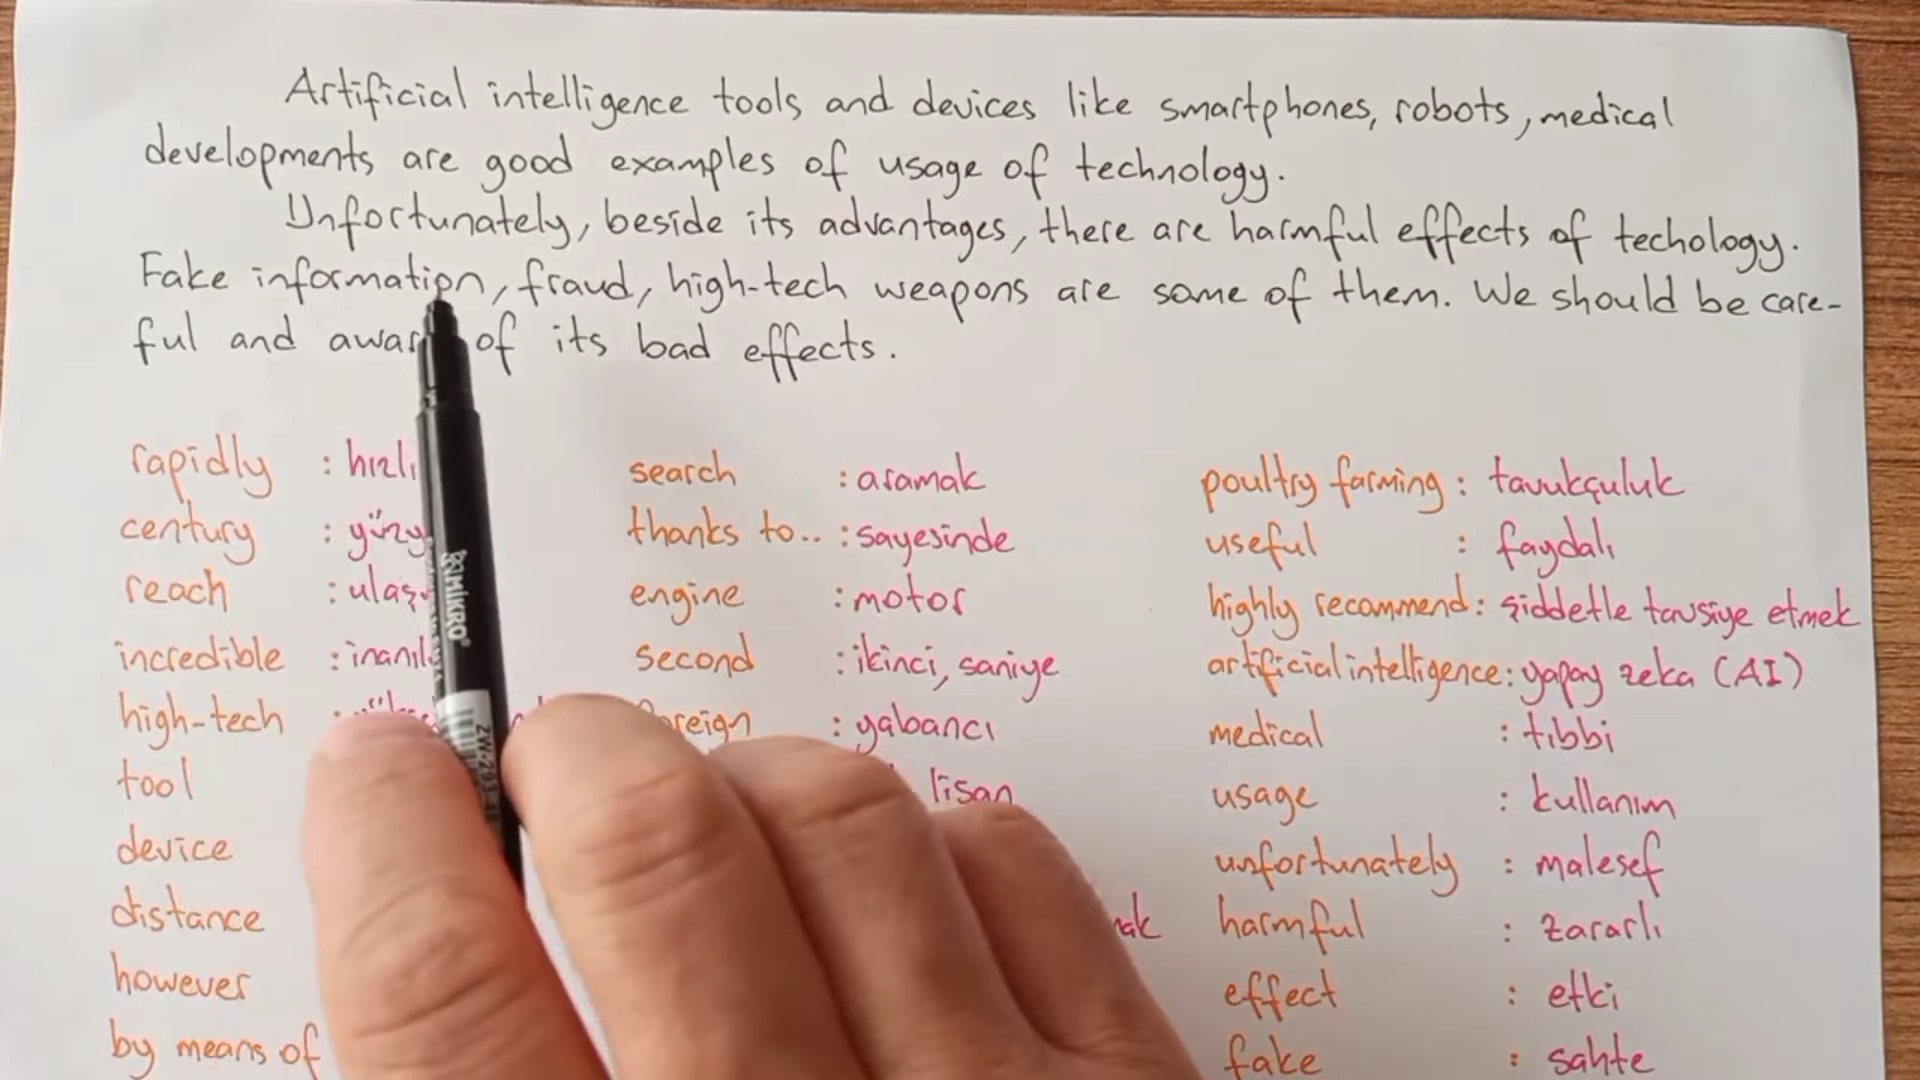 Artificial intelligence tools and devices like smartphones, robots, medical
developments are good examples of usage of technology.
Unfortunately, beside its advantages, there are harmful effects of techology.
Fake information, fraud, high-tech weapons are some of them. We should be care-
ful and of its bad effects.
rapidly :
century :
reach :
incredible :
high-tech :
tool
device
distance
however
by means of
search : aramak
thanks to.. : sayesinde
engine : motor
second : ikinci, saniye
: yabancı
lisan
poultry farming : tavukçuluk
useful : faydalı
highly recommend : şiddetle tavsiye etmek
artificial intelligence : yapay zeka (AI)
medical : tıbbi
usage : kullanım
unfortunately : malesef
harmful : zararlı
effect : etki
fake : sahte
MİKRO